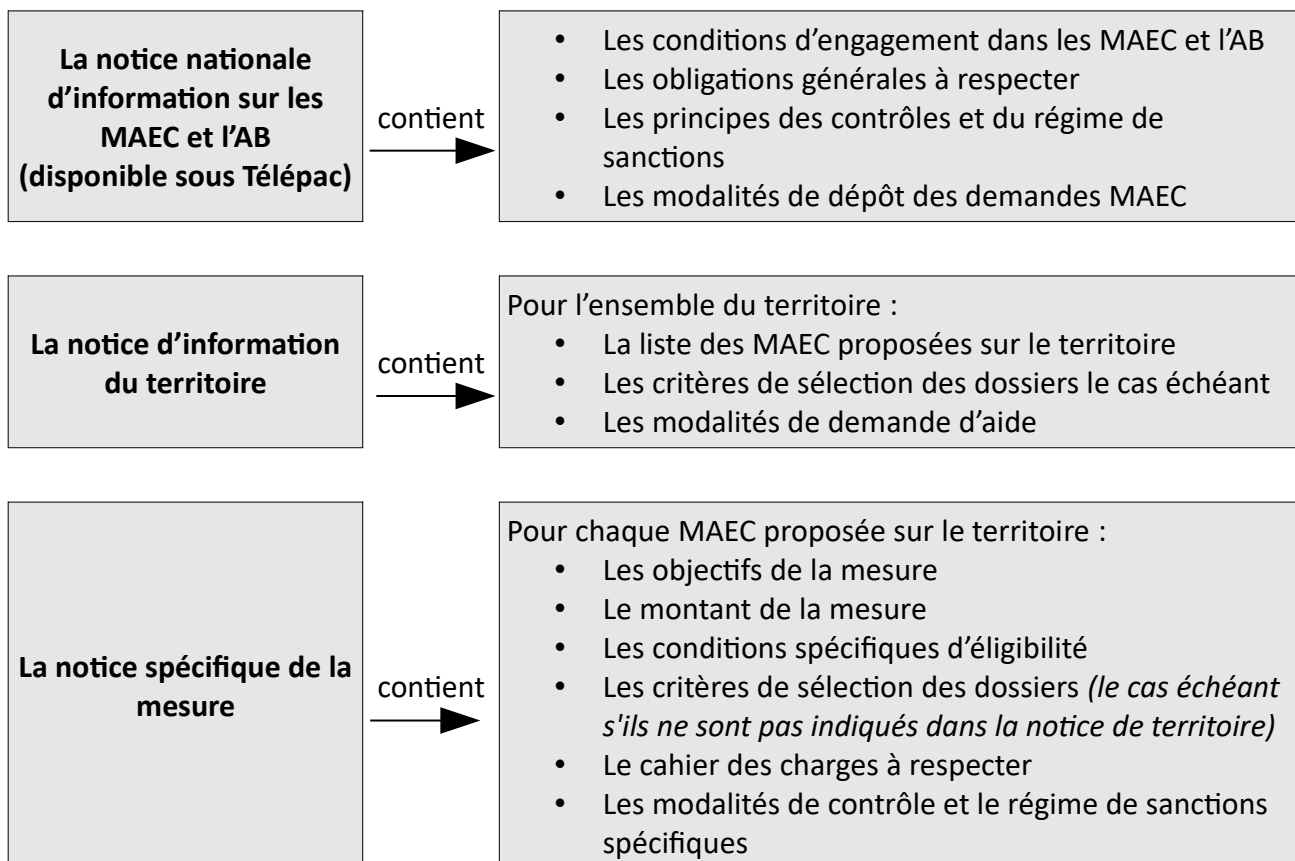 La notice nationale
d’information sur les
MAEC et l’AB
(disponible sous Télépac)
contient
• Les conditions d’engagement dans les MAEC et l’AB
• Les obligations générales à respecter
• Les principes des contrôles et du régime de
sanctions
• Les modalités de dépôt des demandes MAEC
La notice d’information
du territoire
contient
Pour l’ensemble du territoire :
• La liste des MAEC proposées sur le territoire
• Les critères de sélection des dossiers le cas échéant
• Les modalités de demande d’aide
La notice spécifique de la
mesure
contient
Pour chaque MAEC proposée sur le territoire :
• Les objectifs de la mesure
• Le montant de la mesure
• Les conditions spécifiques d’éligibilité
• Les critères de sélection des dossiers (le cas échéant
s'ils ne sont pas indiqués dans la notice de territoire)
• Le cahier des charges à respecter
• Les modalités de contrôle et le régime de sanctions
spécifiques